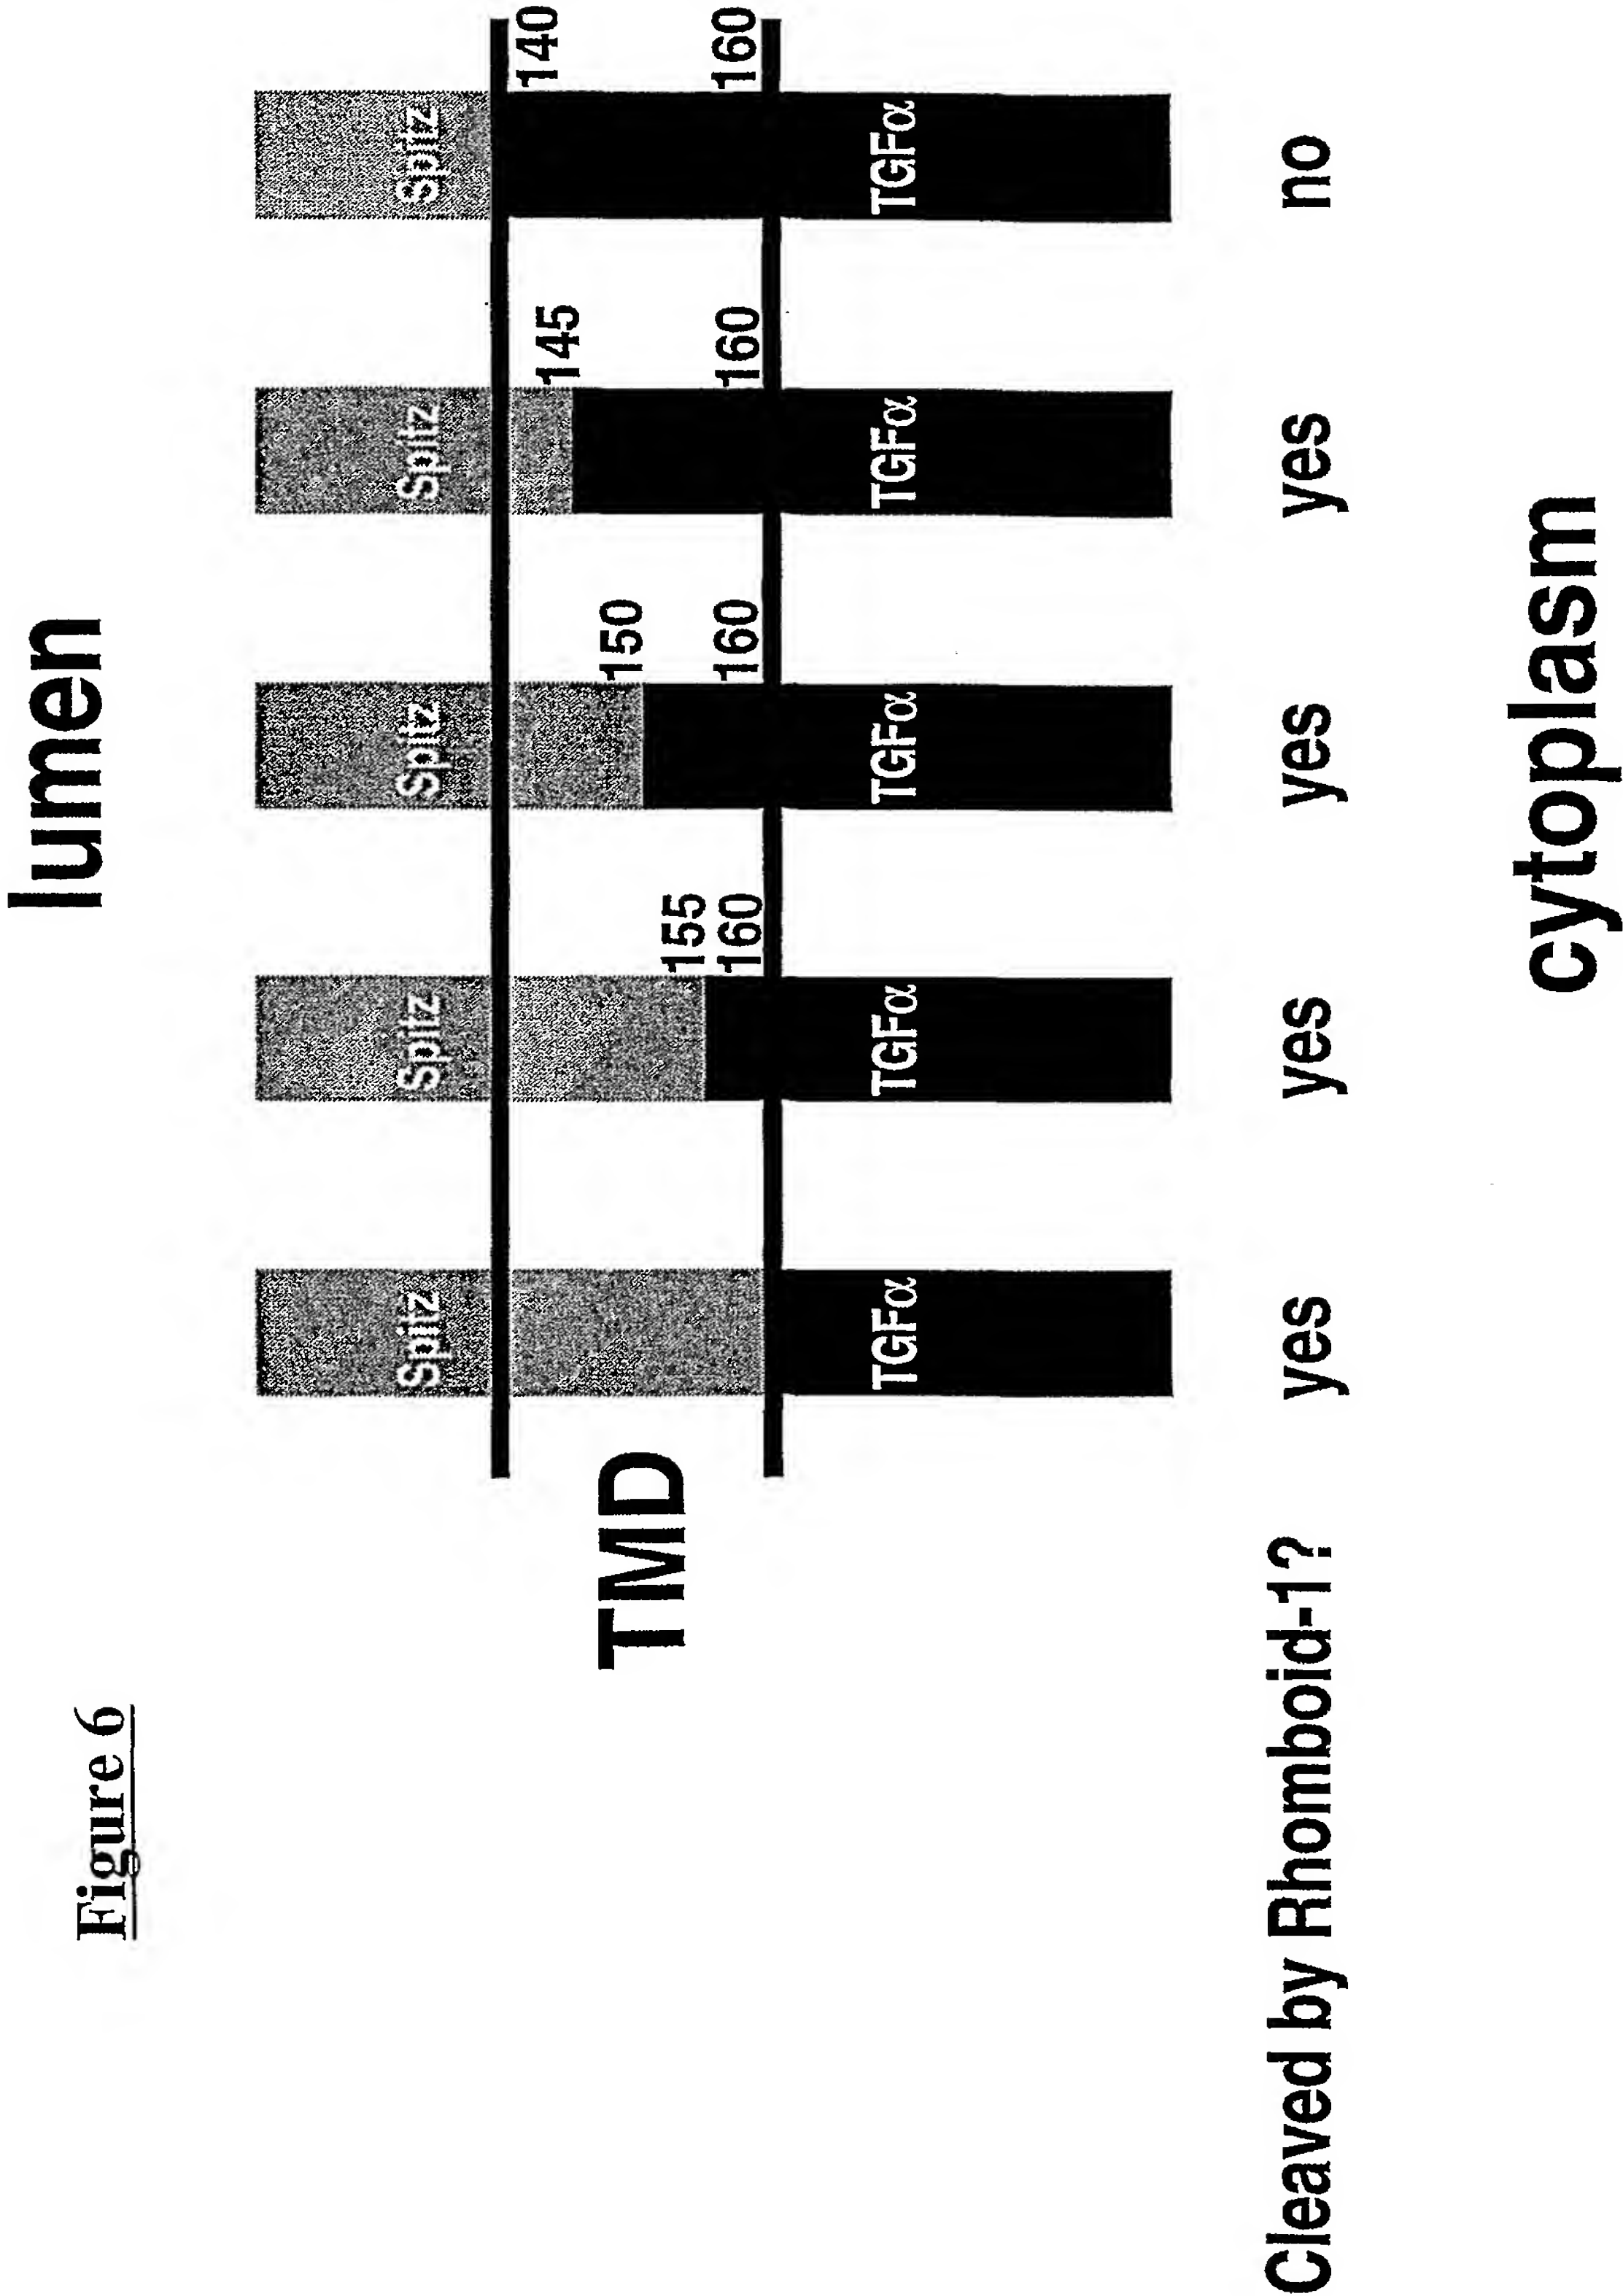 Figure 6
lumen
Spitz Spitz Spitz Spitz Spitz
140
145
150
155
TMD
160 160 160 160
TGFα TGFα TGFα TGFα TGFα
Cleaved by Rhomboid-1? yes yes yes yes no
cytoplasm